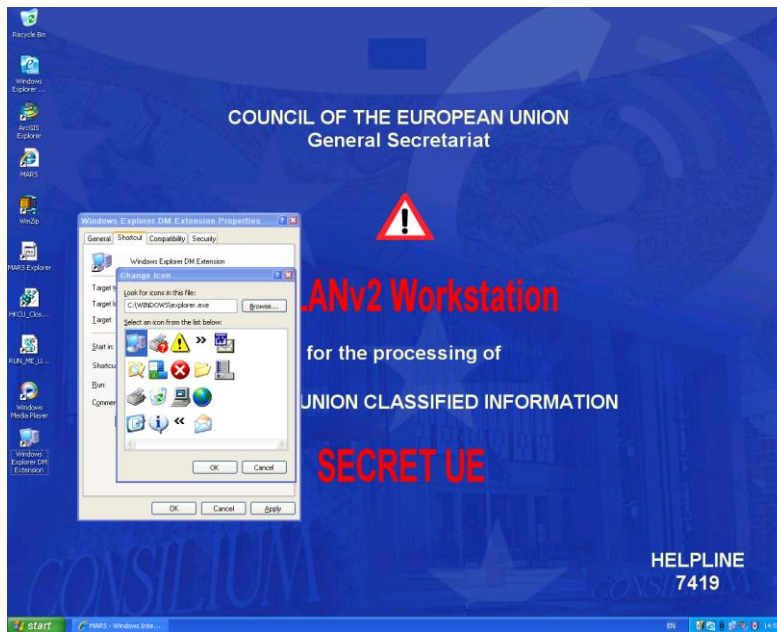 Recycle Bin
Windows
Explorer ...
ArcGIS
Explorer
MARS
WinZip
MARS Explorer
HKCU_Clos...
RUN_ME_U...
Windows
Media Player
Windows
Explorer DM
Extension
COUNCIL OF THE EUROPEAN UNION
General Secretariat
LANv2 Workstation
for the processing of
UNION CLASSIFIED INFORMATION
SECRET UE
HELPLINE
7419
CONSILIUM
Windows Explorer DM Extension Properties
General Shortcut Compatibility Security
Windows Explorer DM Extension
Target
Target
Target:
Start in:
Shortcu
Run:
Commer
Change Icon
Look for icons in this file:
C:\WINDOWS\explorer.exe
Browse...
Select an icon from the list below:
OK Cancel
OK Cancel Apply
start
MARS - Windows Inte...
EN